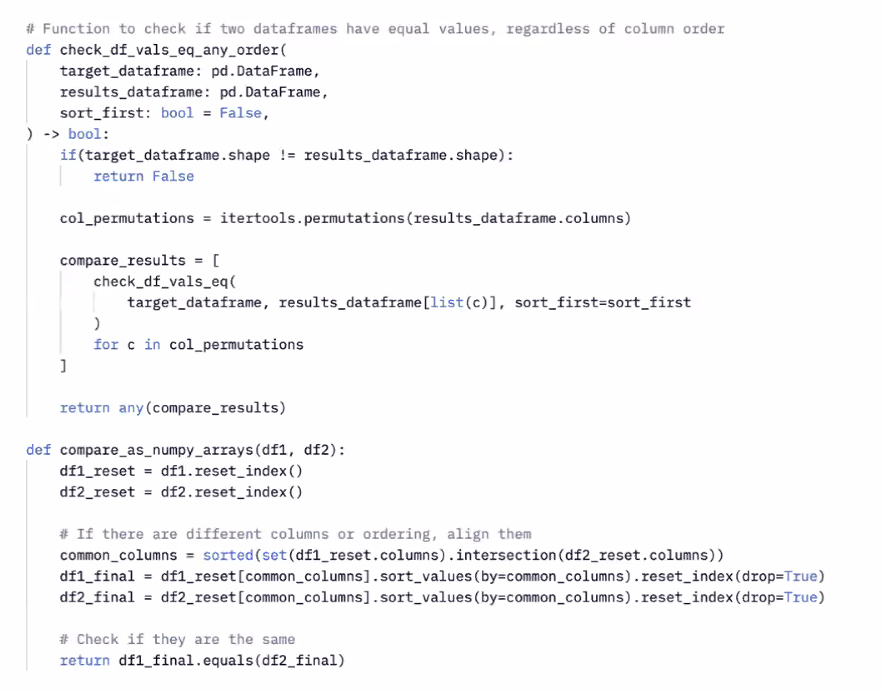 # Function to check if two dataframes have equal values, regardless of column order
def check_df_vals_eq_any_order(
    target_dataframe: pd.DataFrame,
    results_dataframe: pd.DataFrame,
    sort_first: bool = False,
) -> bool:
    if(target_dataframe.shape != results_dataframe.shape):
        return False

    col_permutations = itertools.permutations(results_dataframe.columns)

    compare_results = [
        check_df_vals_eq(
            target_dataframe, results_dataframe[list(c)], sort_first=sort_first
        )
        for c in col_permutations
    ]

    return any(compare_results)

def compare_as_numpy_arrays(df1, df2):
    df1_reset = df1.reset_index()
    df2_reset = df2.reset_index()

    # If there are different columns or ordering, align them
    common_columns = sorted(set(df1_reset.columns).intersection(df2_reset.columns))
    df1_final = df1_reset[common_columns].sort_values(by=common_columns).reset_index(drop=True)
    df2_final = df2_reset[common_columns].sort_values(by=common_columns).reset_index(drop=True)

    # Check if they are the same
    return df1_final.equals(df2_final)